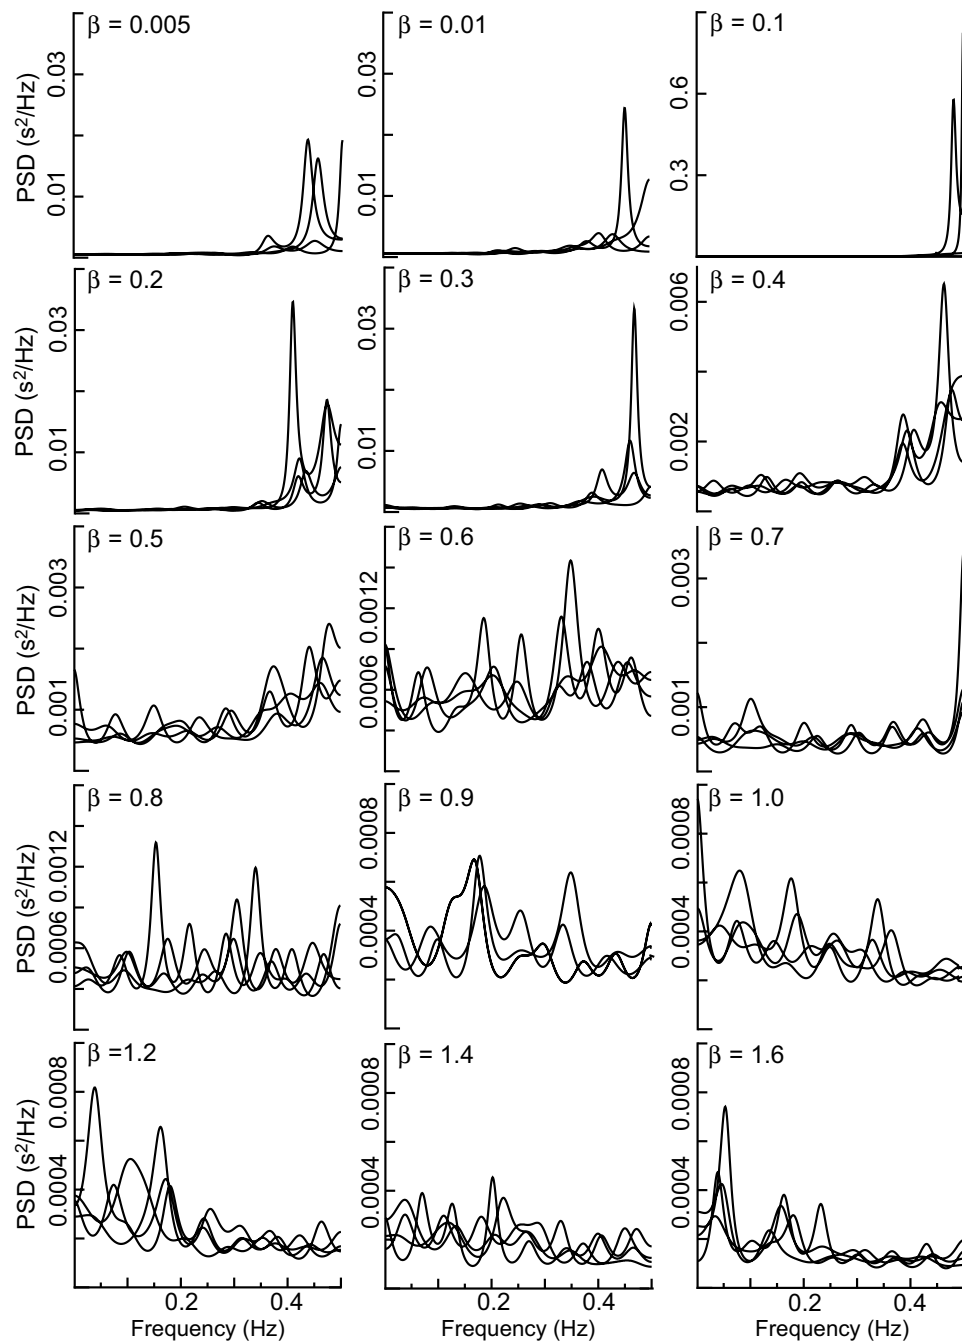 β = 0.005
β = 0.01
β = 0.1
PSD (s²/Hz)
0.03
0.01
0.03
0.01
0.6
0.3
β = 0.2
β = 0.3
β = 0.4
PSD (s²/Hz)
0.03
0.01
0.03
0.01
0.006
0.002
β = 0.5
β = 0.6
β = 0.7
PSD (s²/Hz)
0.003
0.001
0.0012
0.0006
0.003
0.001
β = 0.8
β = 0.9
β = 1.0
PSD (s²/Hz)
0.0012
0.0006
0.0008
0.0004
0.0008
0.0004
β =1.2
β = 1.4
β = 1.6
PSD (s²/Hz)
0.0008
0.0004
0.0008
0.0004
0.0008
0.0004
0.2 0.4
0.2 0.4
0.2 0.4
Frequency (Hz)
Frequency (Hz)
Frequency (Hz)